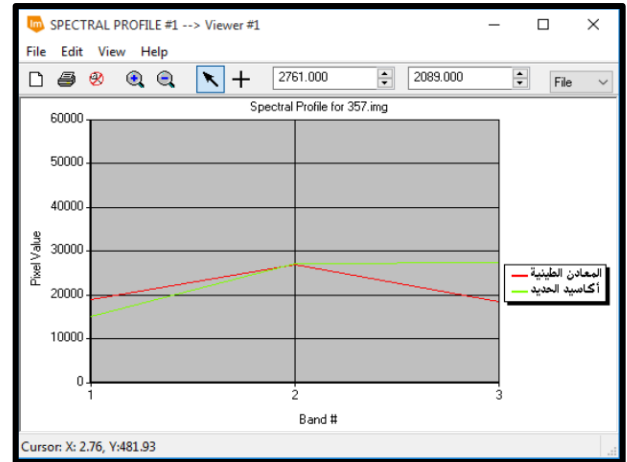 SPECTRAL PROFILE #1 --> Viewer #1
File Edit View Help
2761.000 2089.000 File
Spectral Profile for 357.img
60000
50000
40000
30000
20000
10000
0
Pixel Value
1 2 3
Band #
المعادن الطينية
أكاسيد الحديد
Cursor: X: 2.76, Y:481.93